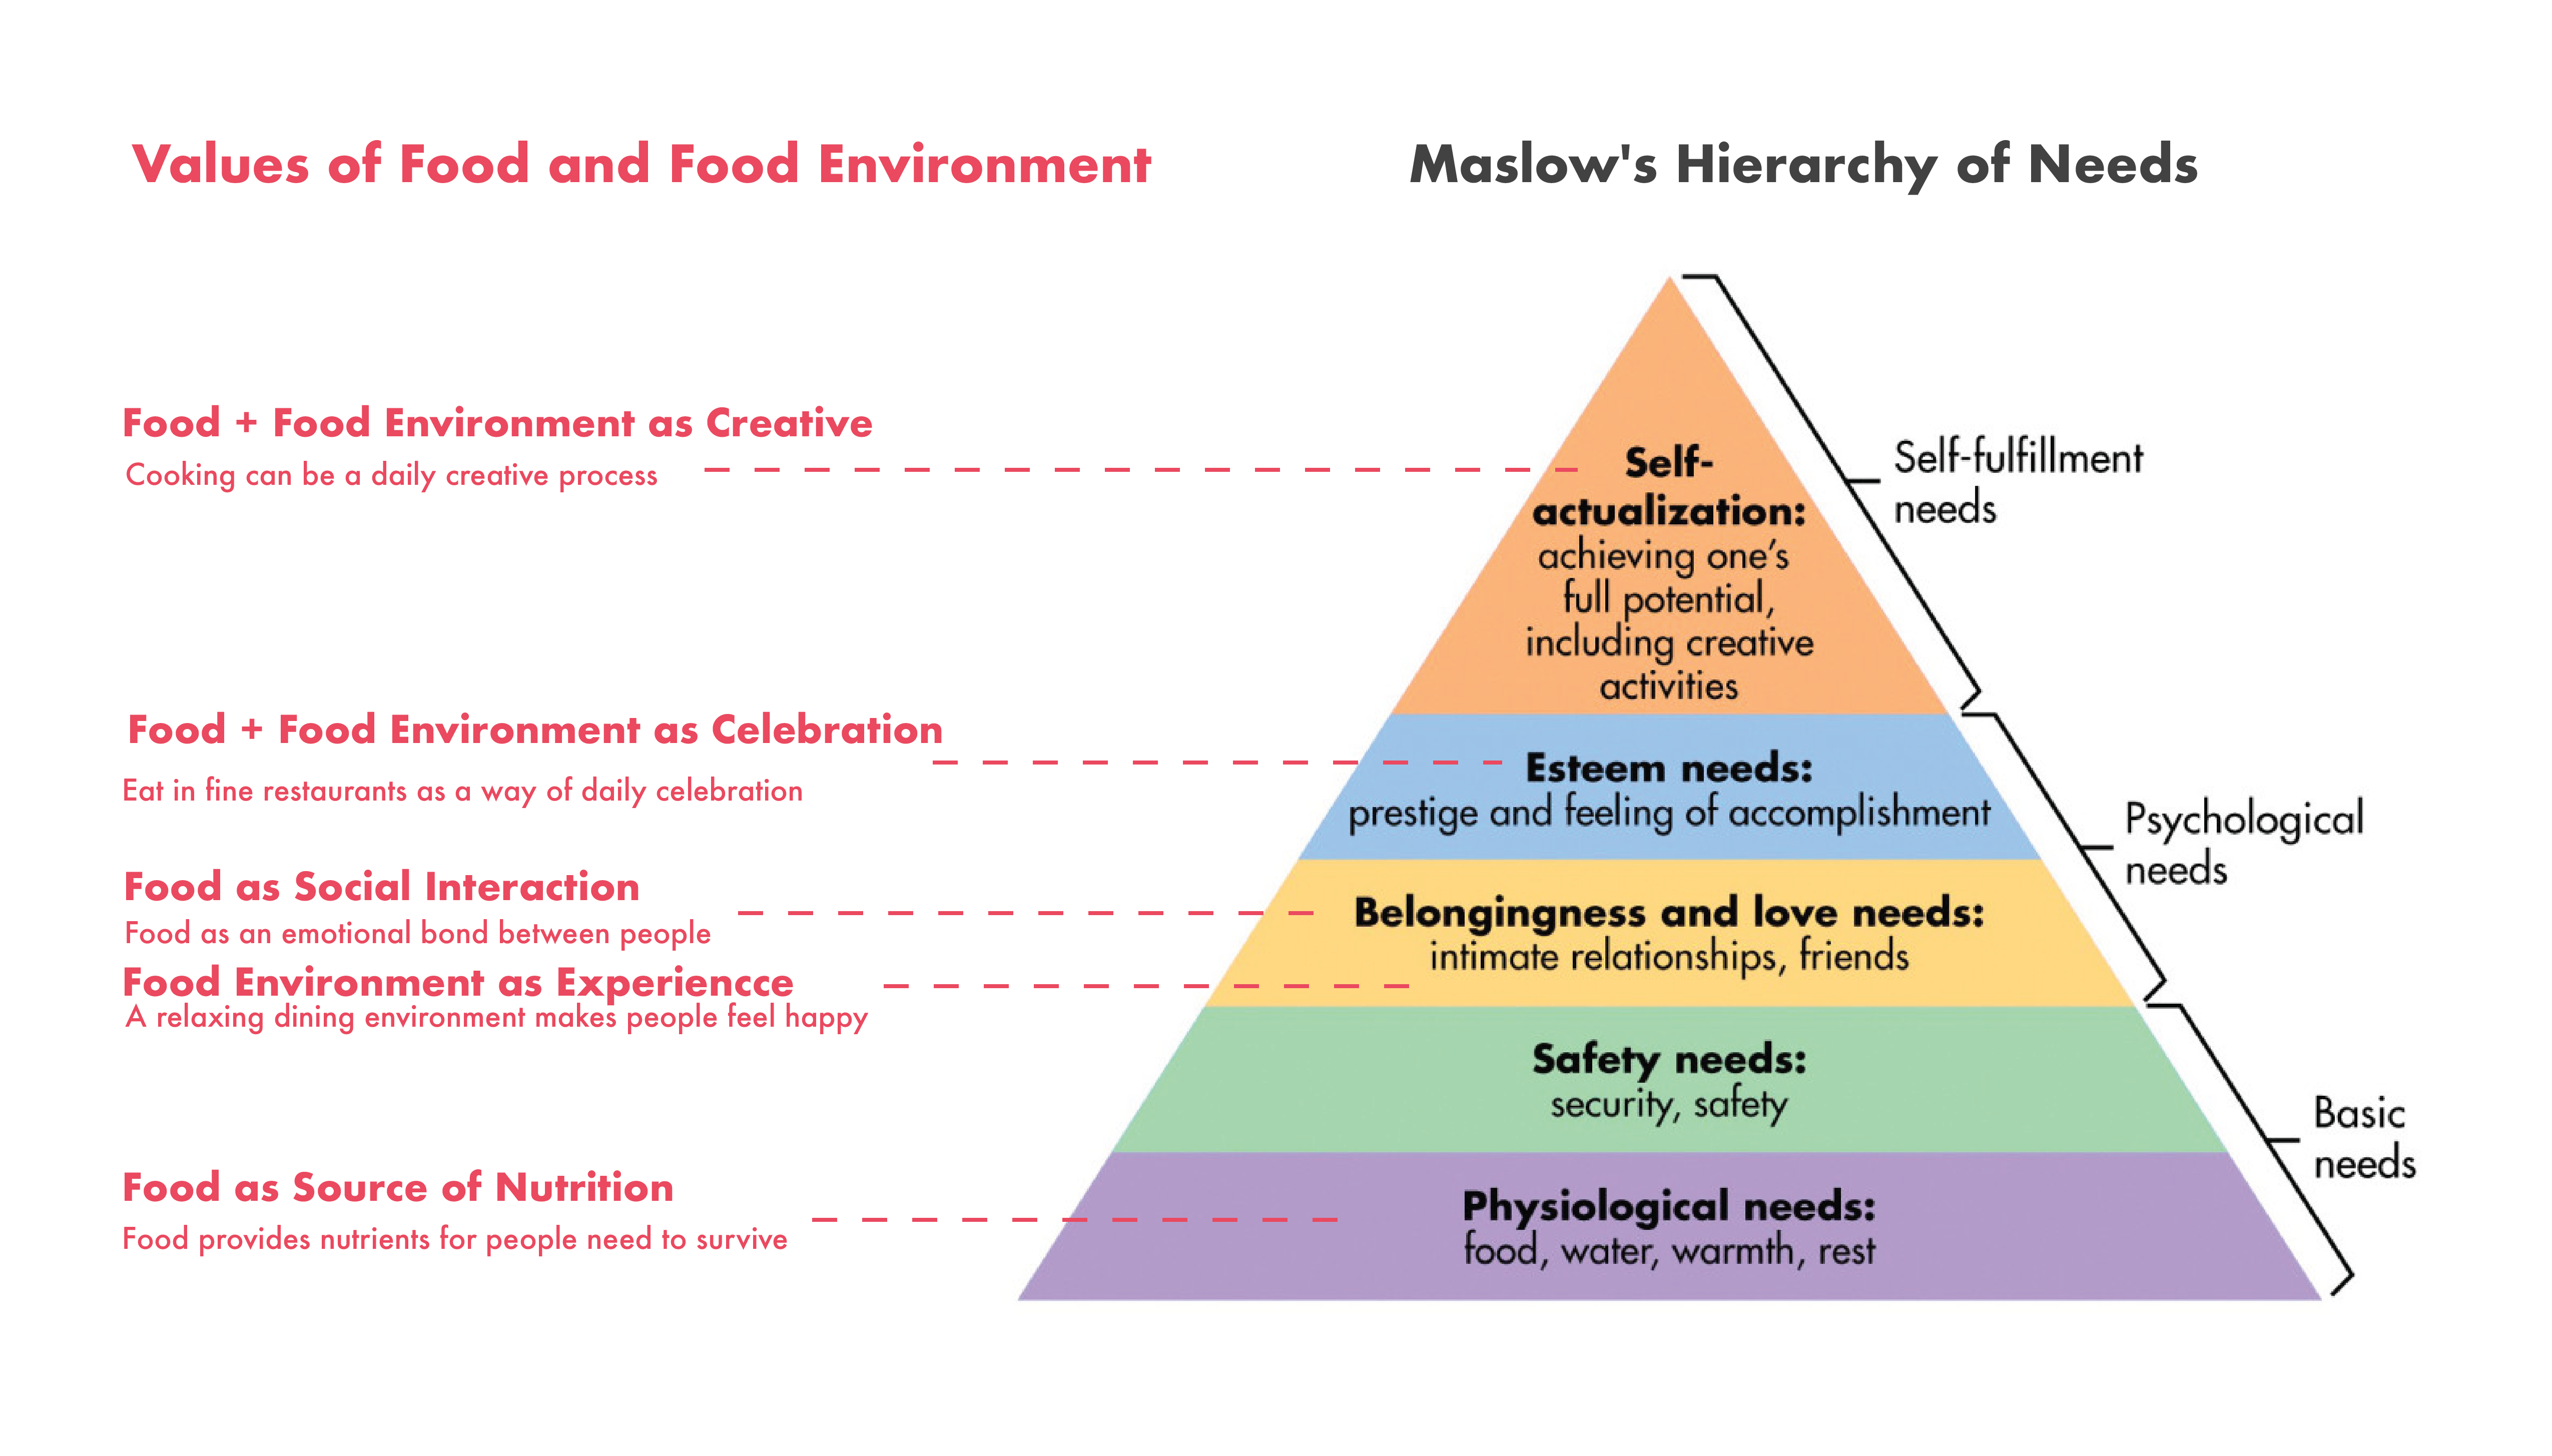 Values of Food and Food Environment
Maslow's Hierarchy of Needs
Food + Food Environment as Creative
Cooking can be a daily creative process
Food + Food Environment as Celebration
Eat in fine restaurants as a way of daily celebration
Food as Social Interaction
Food as an emotional bond between people
Food Environment as Experiencce
A relaxing dining environment makes people feel happy
Food as Source of Nutrition
Food provides nutrients for people need to survive
Self-
actualization:
achieving one's
full potential,
including creative
activities
Esteem needs:
prestige and feeling of accomplishment
Belongingness and love needs:
intimate relationships, friends
Safety needs:
security, safety
Physiological needs:
food, water, warmth, rest
Self-fulfillment
needs
Psychological
needs
Basic
needs